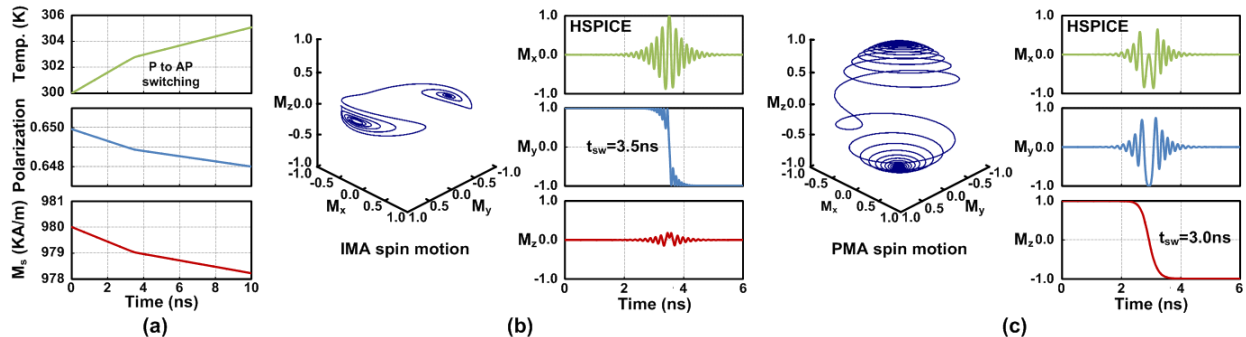 306
304
302
300
Temp. (K)
P to AP
switching
0.650
0.648
Polarization
981
980
979
978
Ms (KA/m)
0 2 4 6 8 10
Time (ns)
(a)
1.0
0.5
Mz 0.0
-0.5
-1.0
-0.5
0.0
0.5
1.0
Mx
-1.0
-0.5
0.0
0.5
1.0
My
IMA spin motion
HSPICE
1.0
Mx 0.0
-1.0
1.0
My 0.0
-1.0
tsw=3.5ns
1.0
Mz 0.0
-1.0
0 2 4 6
Time (ns)
(b)
1.0
0.5
Mz 0.0
-0.5
-1.0
-0.5
0.0
0.5
1.0
Mx
-1.0
-0.5
0.0
0.5
1.0
My
PMA spin motion
HSPICE
1.0
Mx 0.0
-1.0
1.0
My 0.0
-1.0
1.0
Mz 0.0
-1.0
tsw=3.0ns
0 2 4 6
Time (ns)
(c)